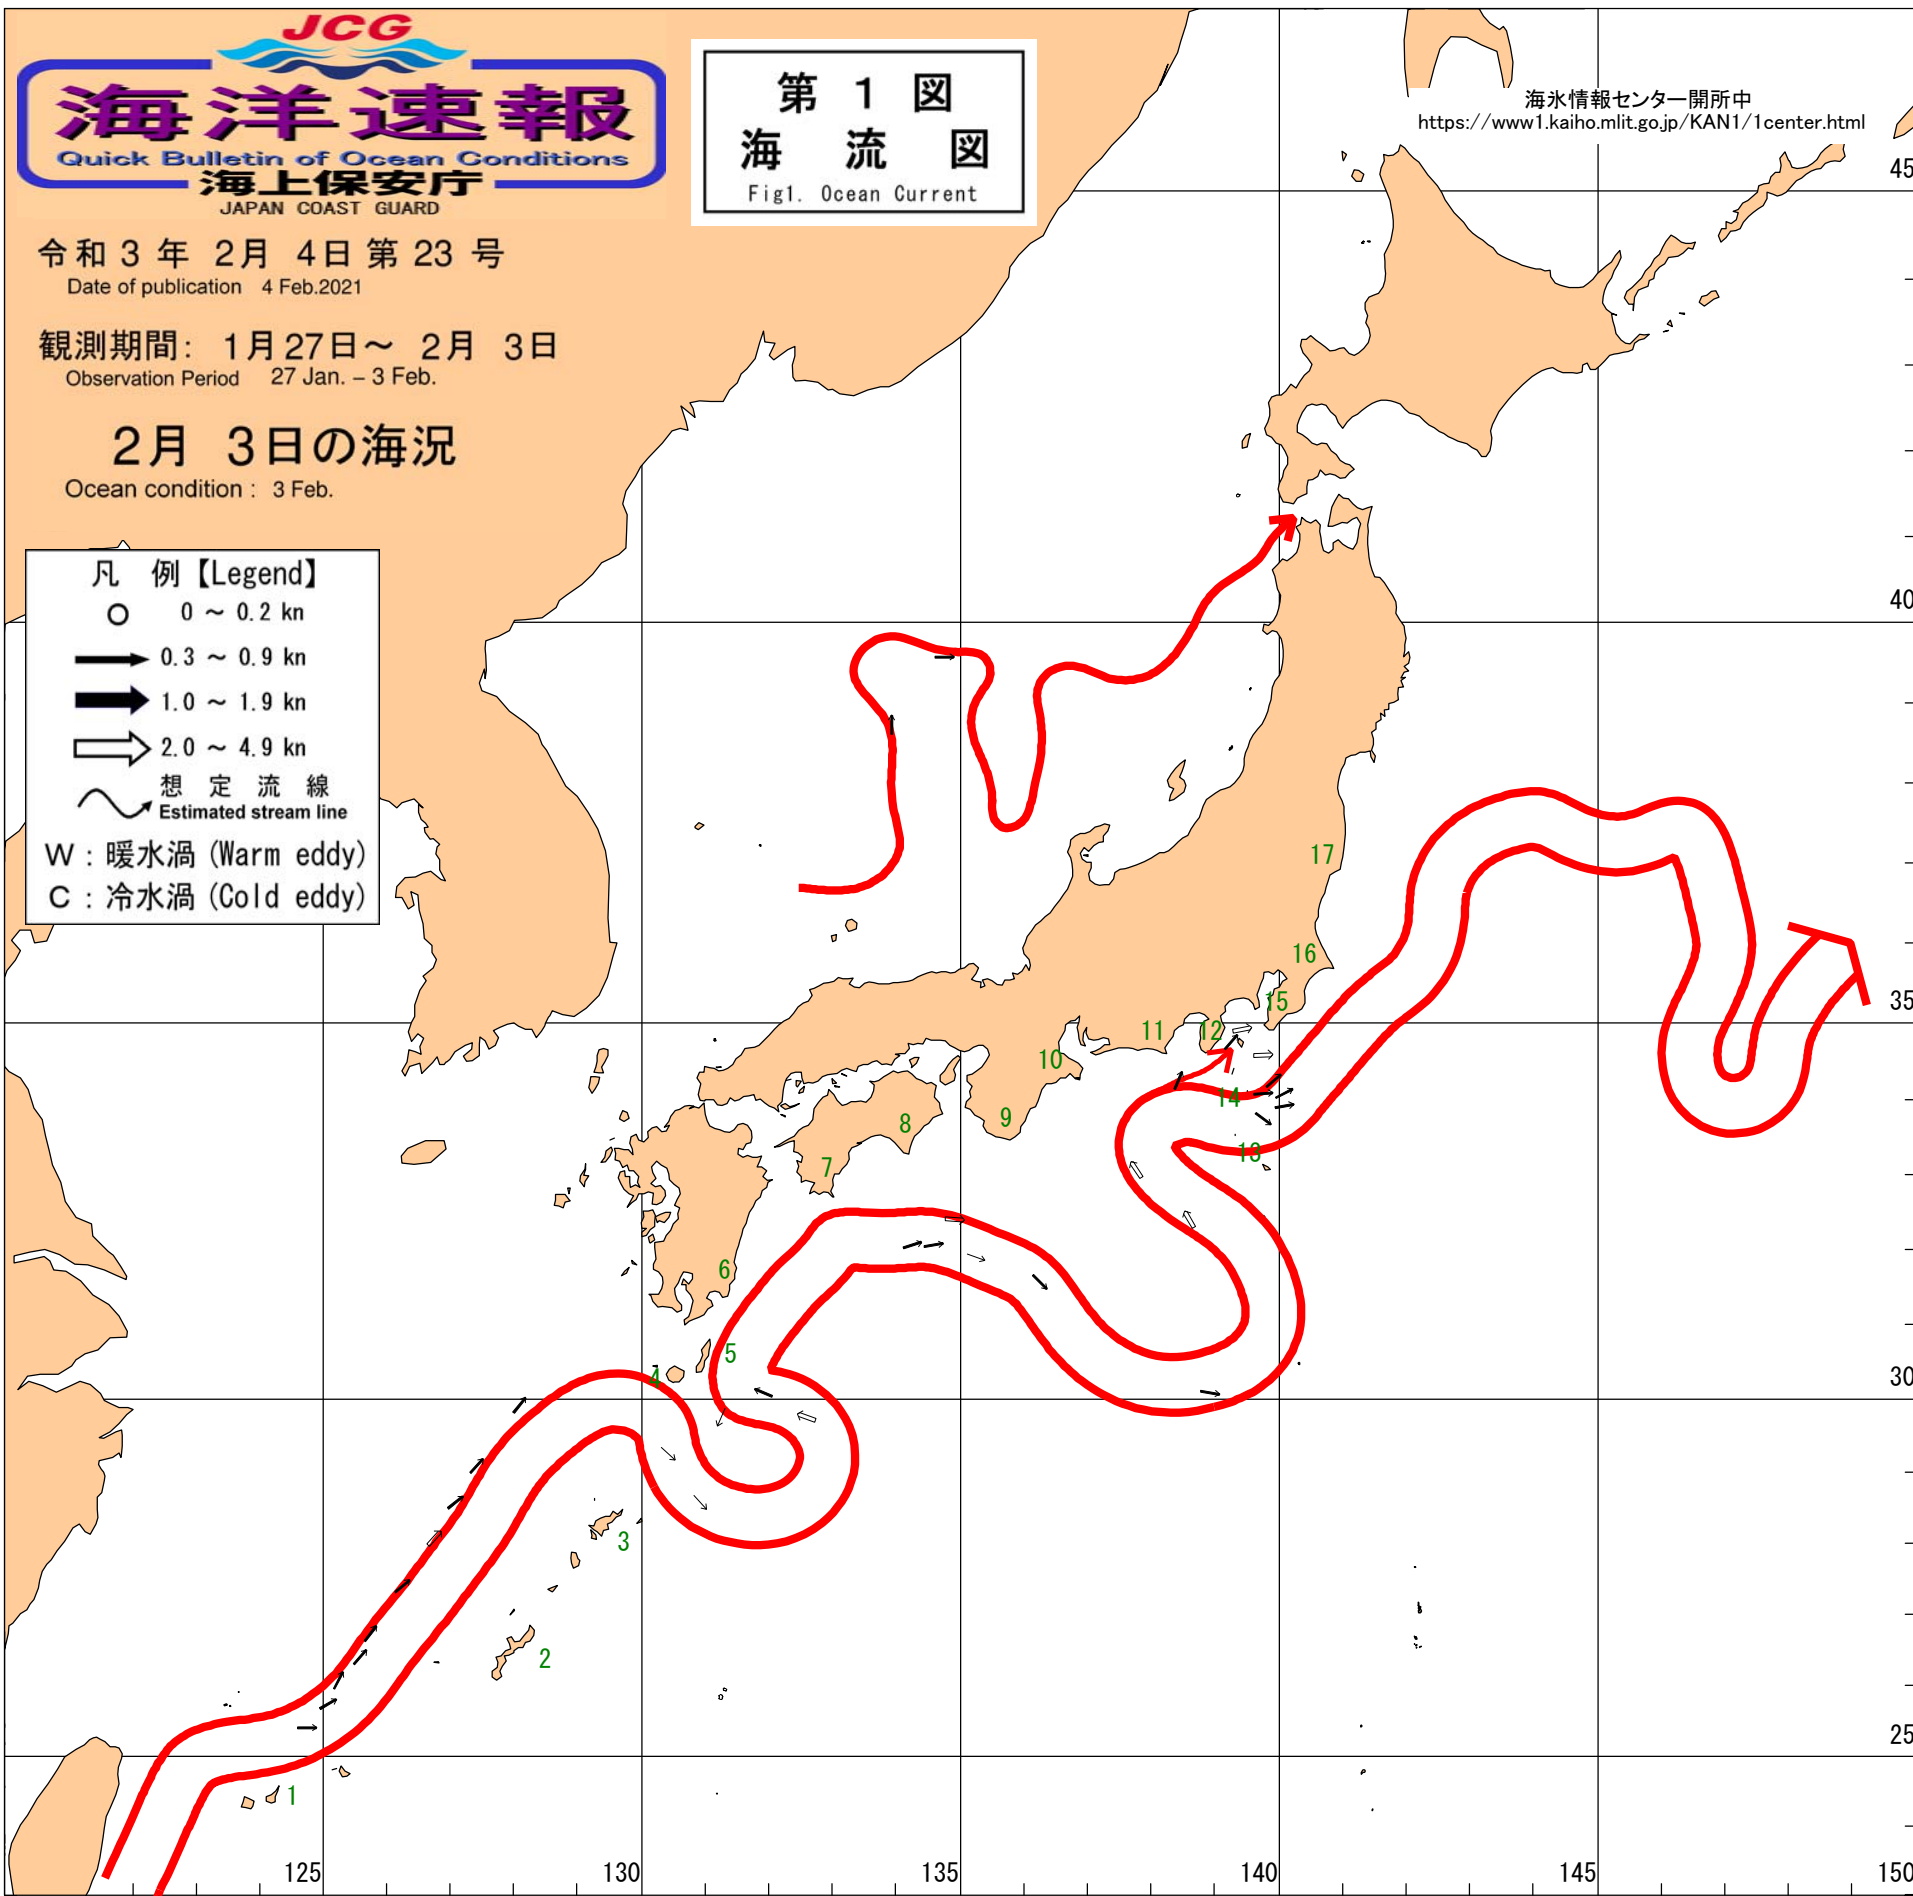 JCG
海洋速報
Quick Bulletin of Ocean Conditions
海上保安庁
JAPAN COAST GUARD
第 1 図
海 流 図
Fig1. Ocean Current
海氷情報センター開所中
https://www1.kaiho.mlit.go.jp/KAN1/1center.html
令和 3 年 2月 4日 第 23 号
Date of publication 4 Feb.2021
観測期間: 1月27日～ 2月 3日
Observation Period 27 Jan. – 3 Feb.
2月 3日の海況
Ocean condition : 3 Feb.
凡 例【Legend】
0 ～ 0.2 kn
0.3 ～ 0.9 kn
1.0 ～ 1.9 kn
2.0 ～ 4.9 kn
想 定 流 線
Estimated stream line
W : 暖水渦 (Warm eddy)
C : 冷水渦 (Cold eddy)
45
40
35
30
25
17
16
15
12
11
10
14
9
8
13
7
6
5
4
3
2
1
125
130
135
140
145
150